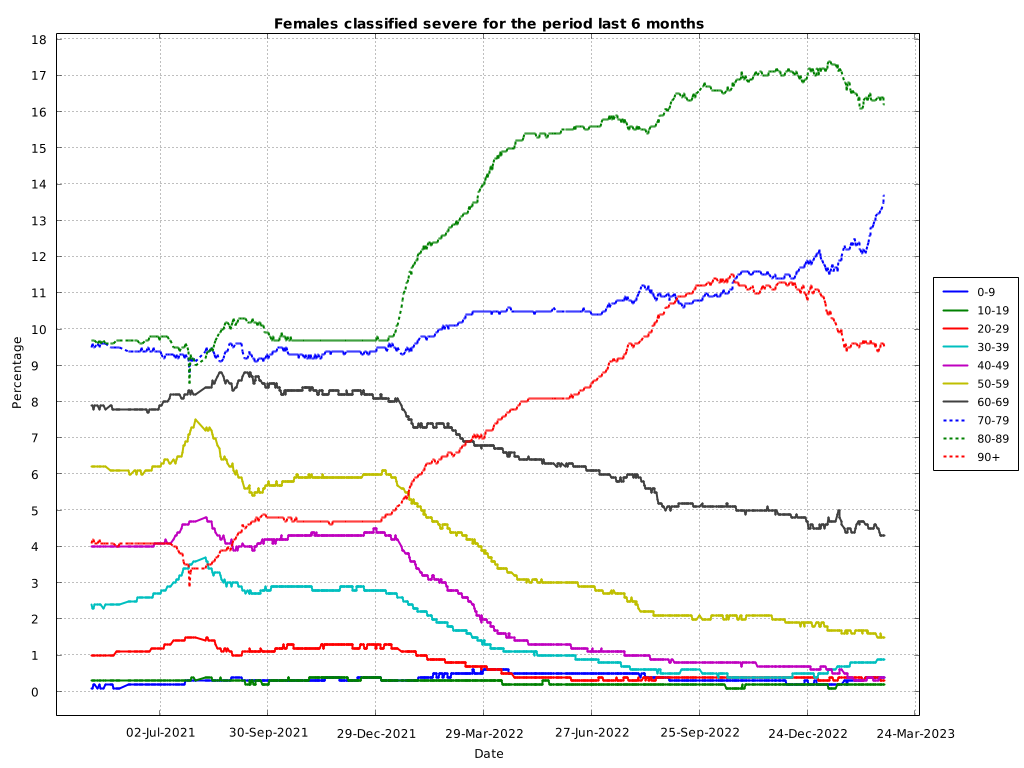 Females classified severe for the period last 6 months
18
17
16
15
14
13
12
11
10
9
8
7
6
5
4
3
2
1
0
Percentage
02-Jul-2021
30-Sep-2021
29-Dec-2021
29-Mar-2022
27-Jun-2022
25-Sep-2022
24-Dec-2022
24-Mar-2023
Date
0-9
10-19
20-29
30-39
40-49
50-59
60-69
70-79
80-89
90+